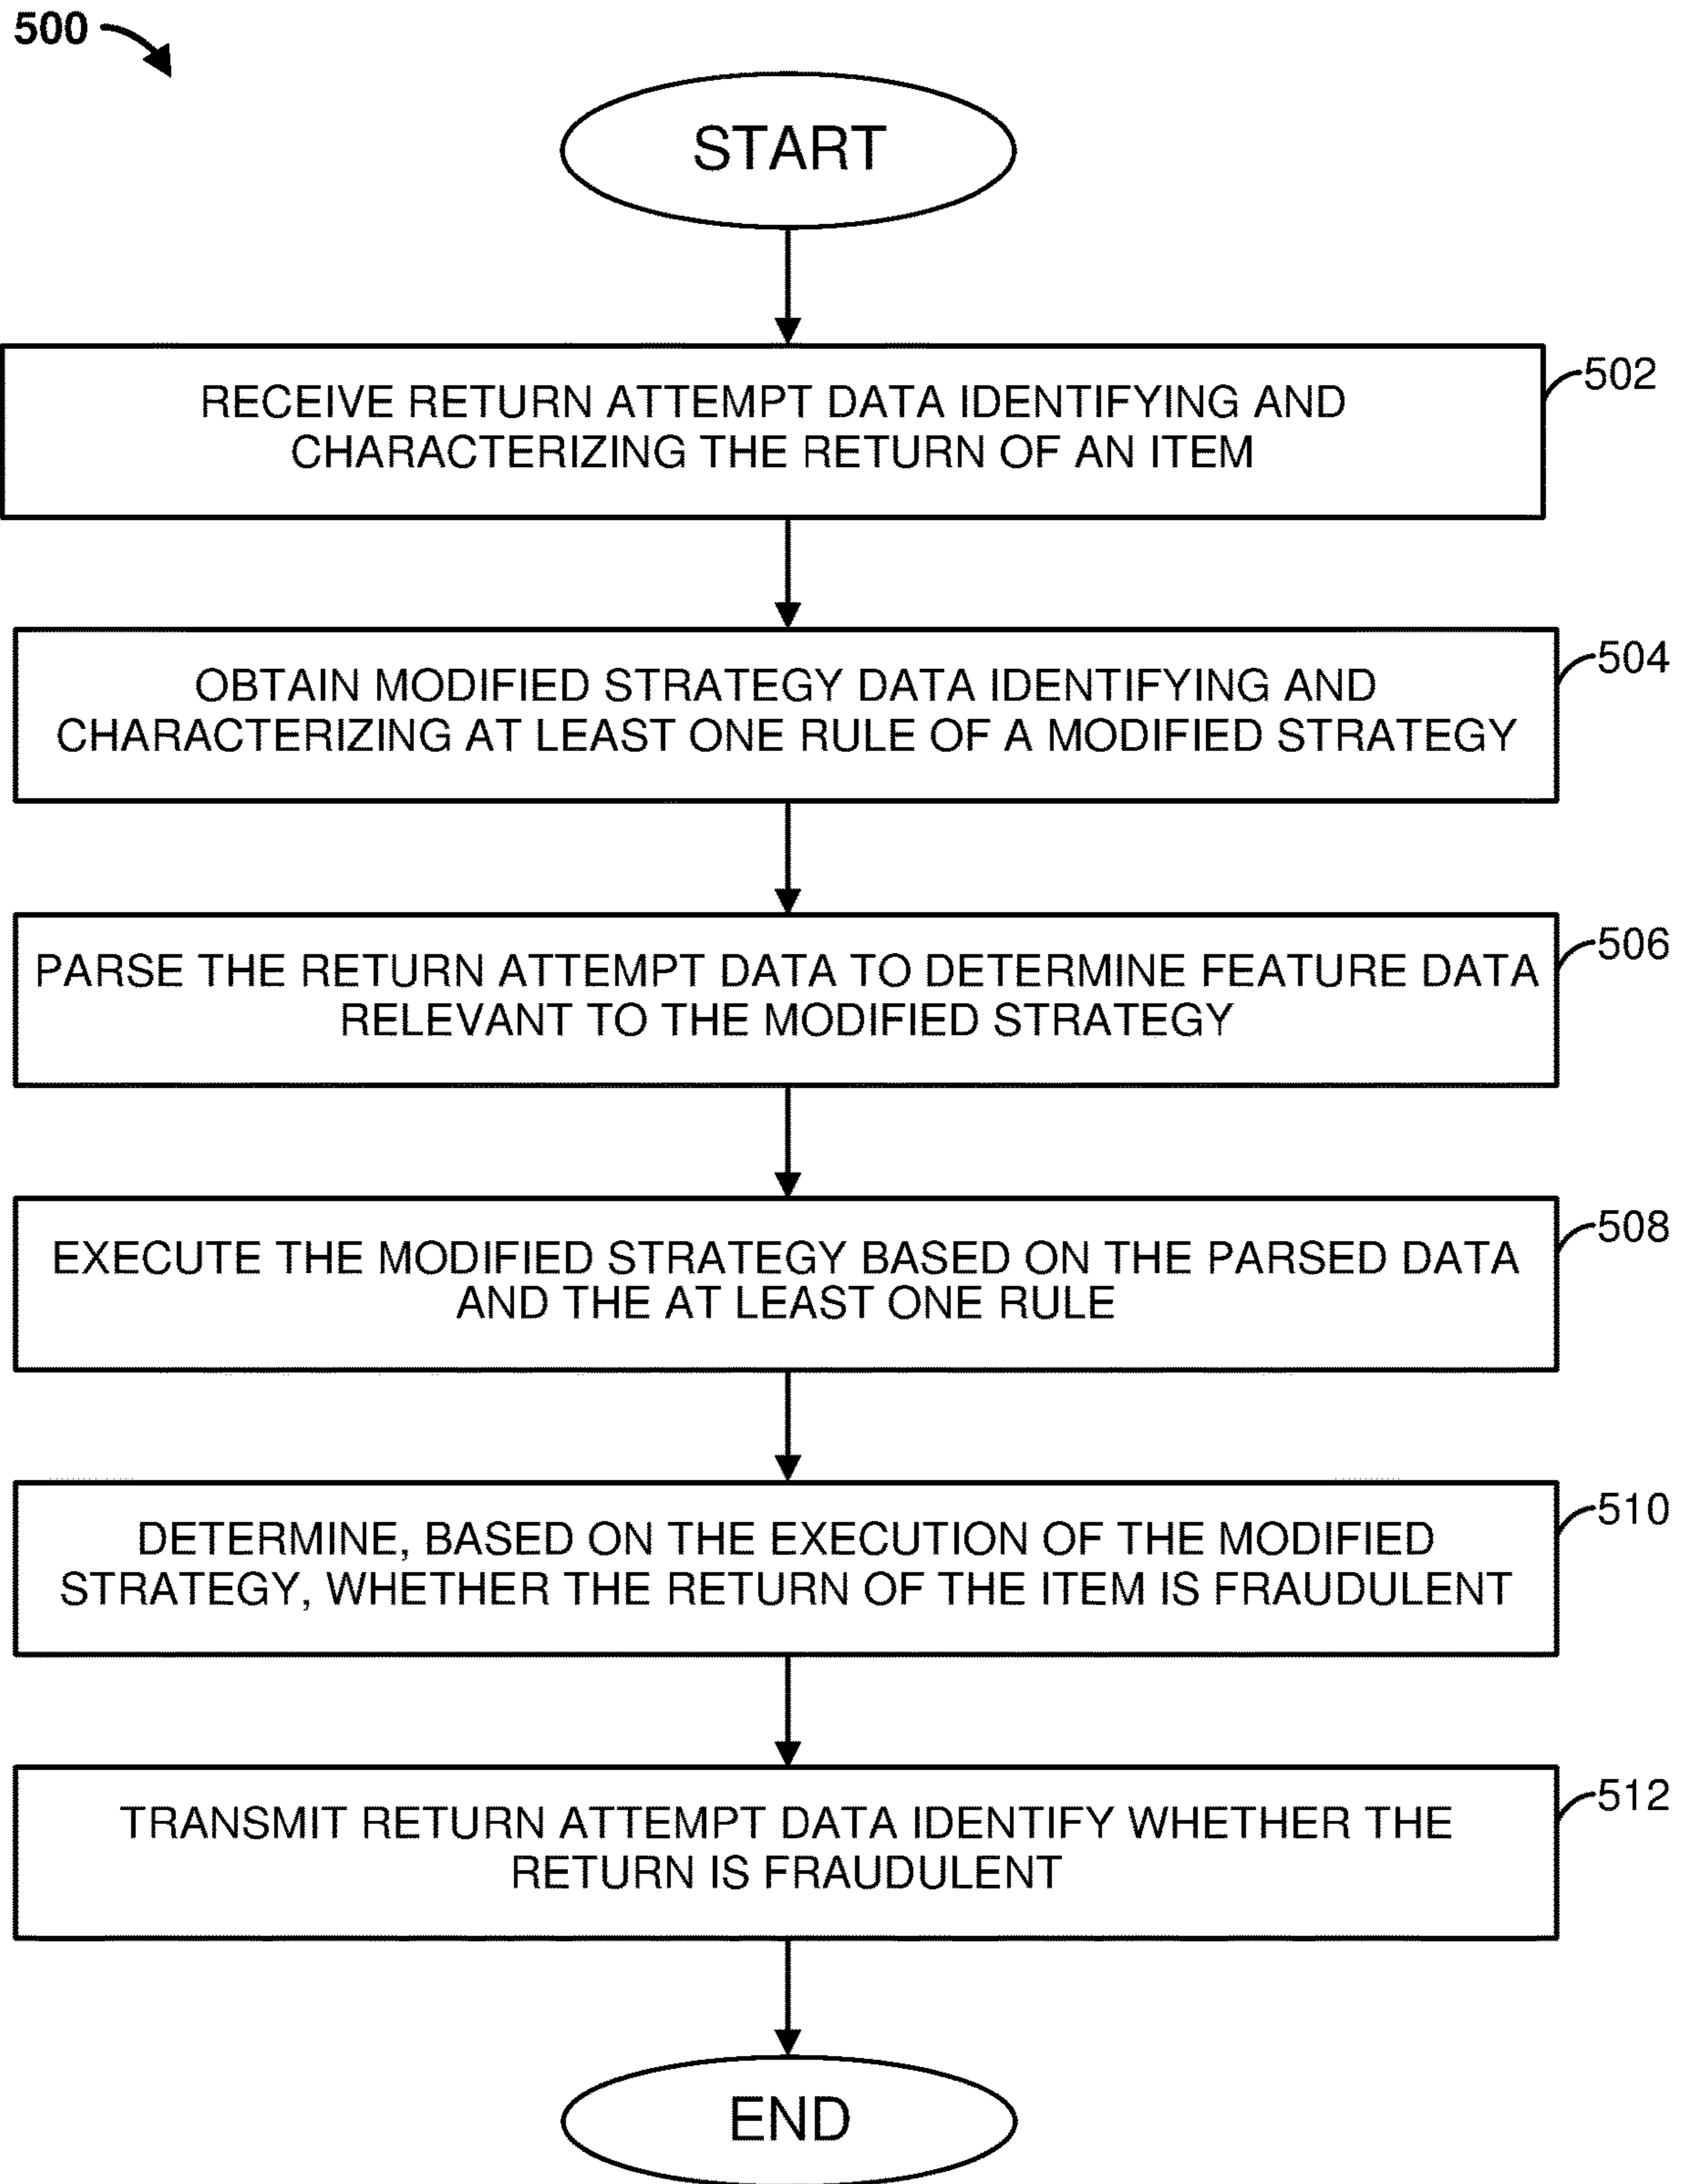 500
START
RECEIVE RETURN ATTEMPT DATA IDENTIFYING AND
CHARACTERIZING THE RETURN OF AN ITEM
502
OBTAIN MODIFIED STRATEGY DATA IDENTIFYING AND
CHARACTERIZING AT LEAST ONE RULE OF A MODIFIED STRATEGY
504
PARSE THE RETURN ATTEMPT DATA TO DETERMINE FEATURE DATA
RELEVANT TO THE MODIFIED STRATEGY
506
EXECUTE THE MODIFIED STRATEGY BASED ON THE PARSED DATA
AND THE AT LEAST ONE RULE
508
DETERMINE, BASED ON THE EXECUTION OF THE MODIFIED
STRATEGY, WHETHER THE RETURN OF THE ITEM IS FRAUDULENT
510
TRANSMIT RETURN ATTEMPT DATA IDENTIFY WHETHER THE
RETURN IS FRAUDULENT
512
END